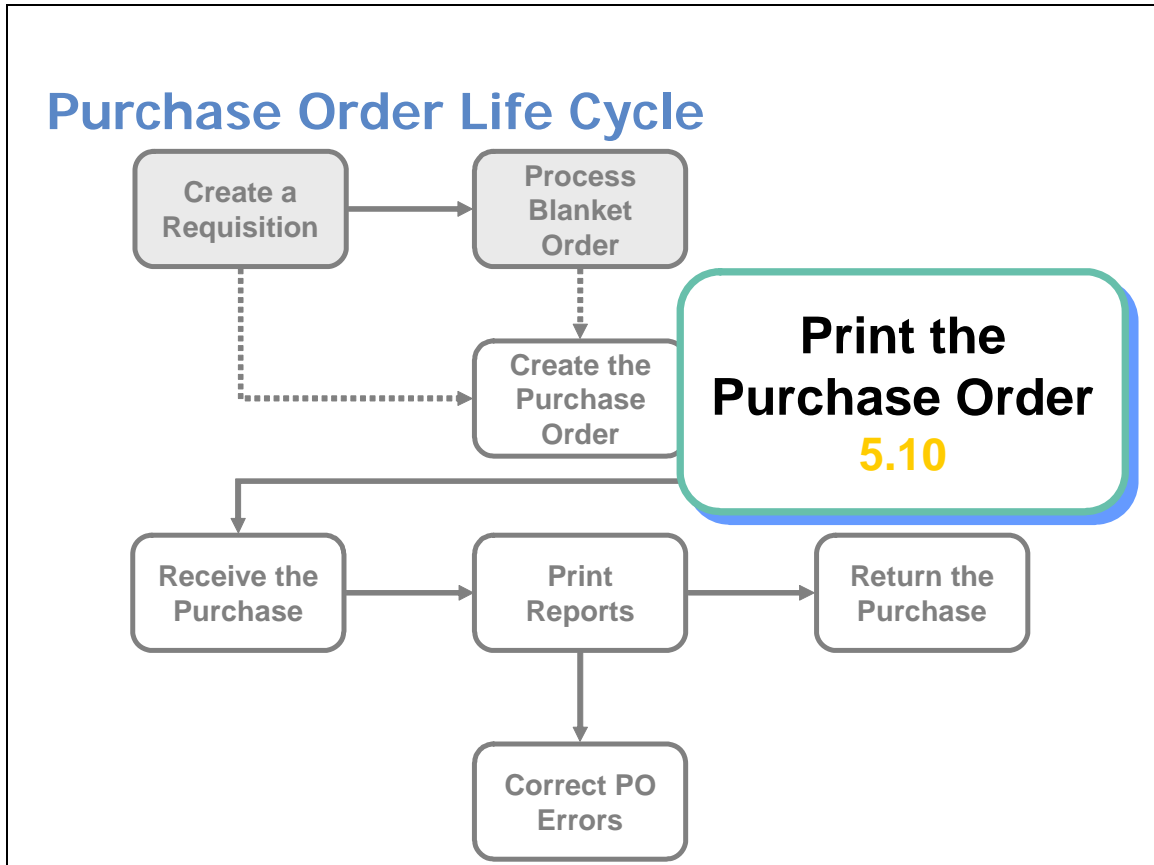 Purchase Order Life Cycle
Create a
Requisition
Process
Blanket
Order
Create the
Purchase
Order
Print the
Purchase Order
5.10
Receive the
Purchase
Print
Reports
Return the
Purchase
Correct PO
Errors